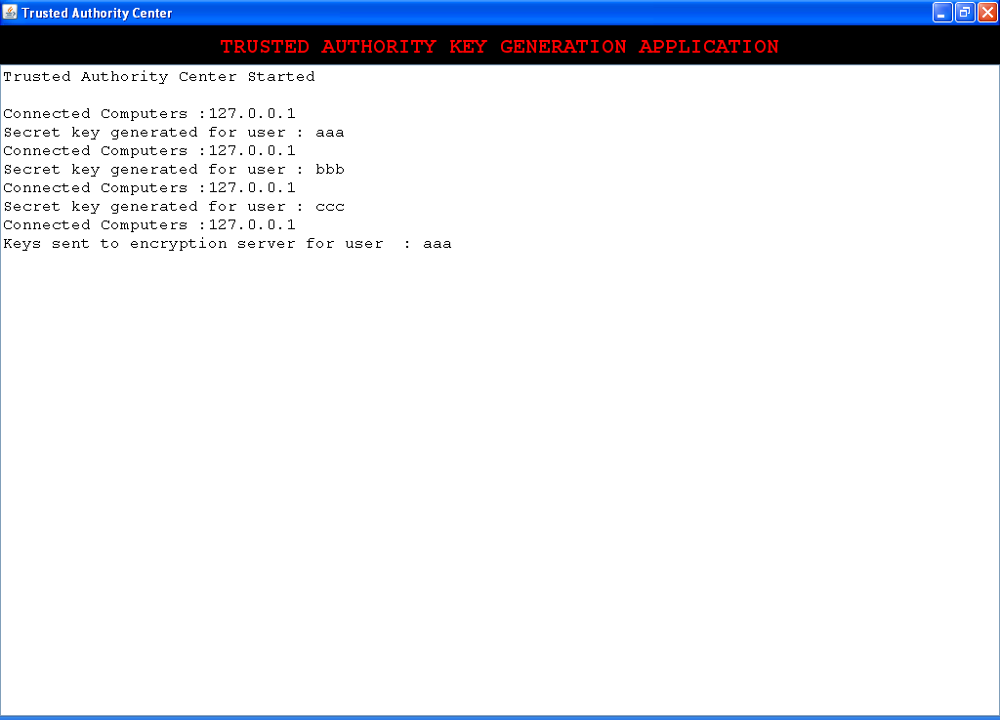 Trusted Authority Center
TRUSTED AUTHORITY KEY GENERATION APPLICATION
Trusted Authority Center Started
Connected Computers :127.0.0.1
Secret key generated for user : aaa
Connected Computers :127.0.0.1
Secret key generated for user : bbb
Connected Computers :127.0.0.1
Secret key generated for user : ccc
Connected Computers :127.0.0.1
Keys sent to encryption server for user  : aaa